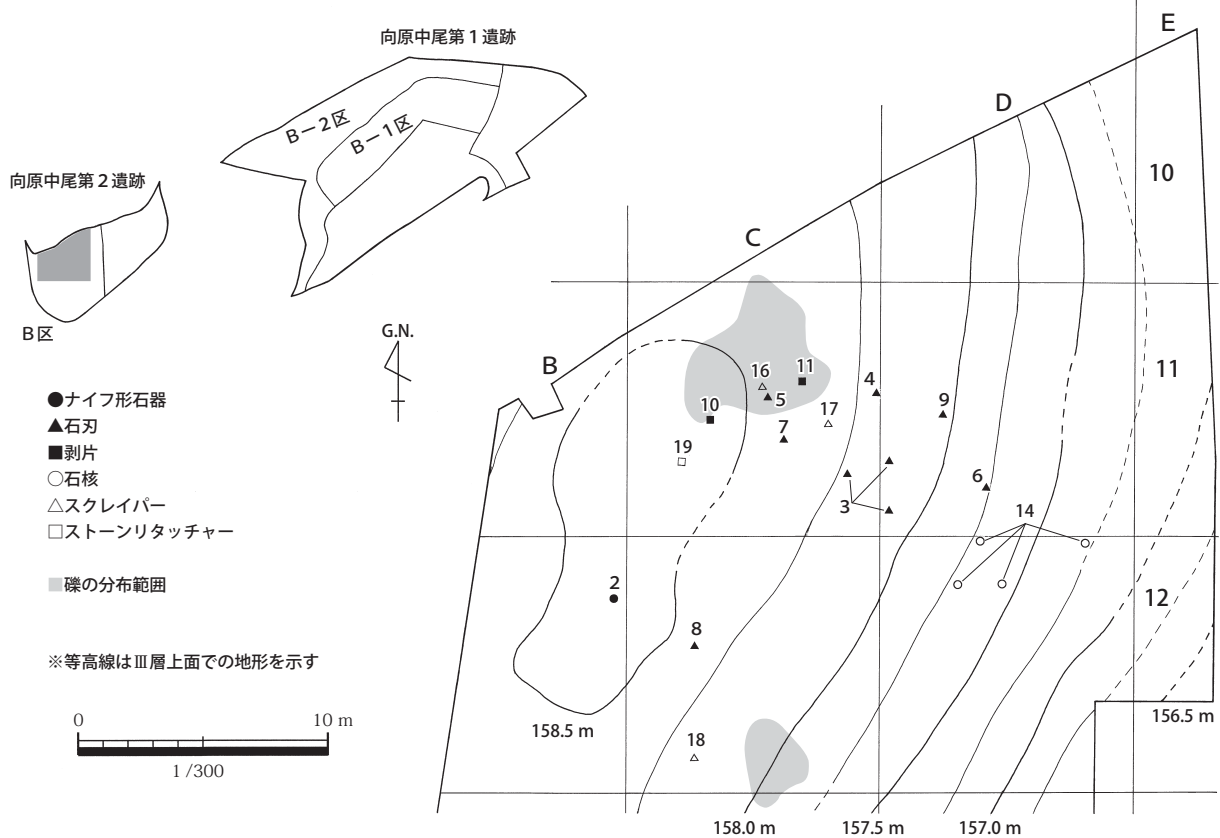 向原中尾第1遺跡
B－2区
B－1区
向原中尾第2遺跡
B区
G.N.
●ナイフ形石器
▲石刃
■剥片
○石核
△スクレイパー
□ストーンリタッチャー
■礫の分布範囲
※等高線はⅢ層上面での地形を示す
0 10 m
1/300
E
D
C
B
10
11
12
16
11
5
10
17
7
19
4
9
3
6
14
2
8
18
158.5 m
156.5 m
158.0 m
157.5 m
157.0 m